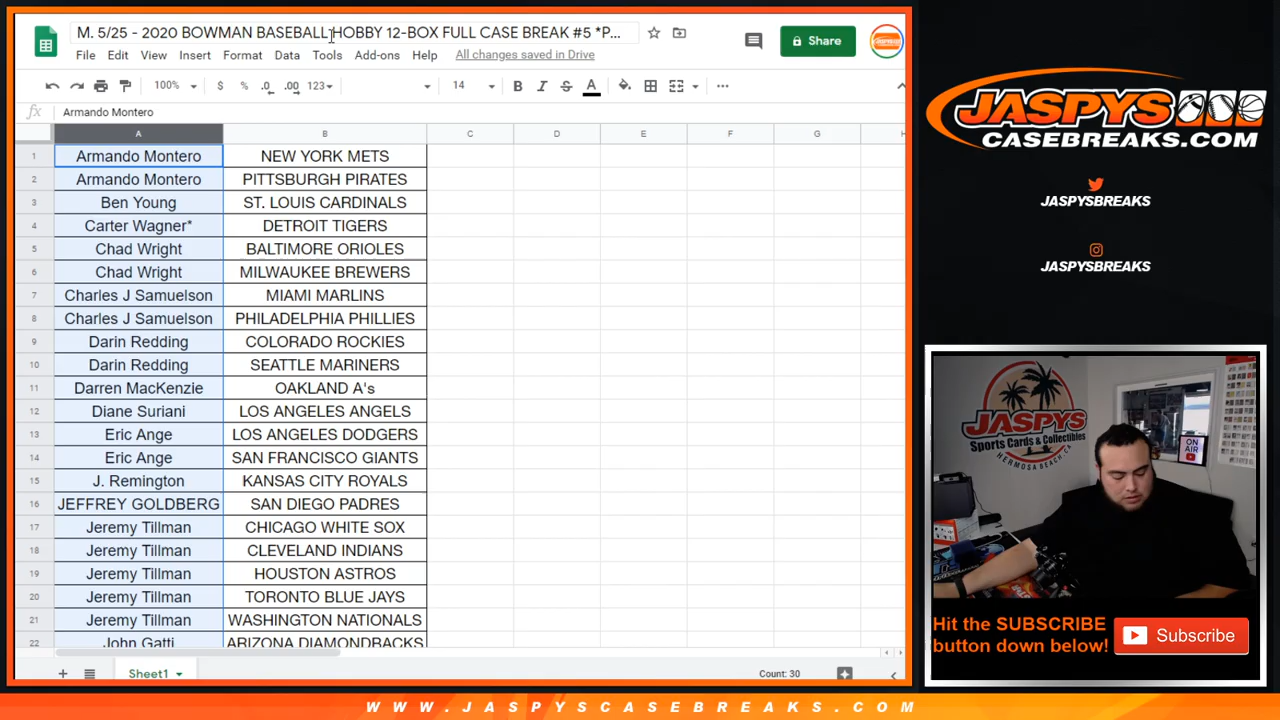 M. 5/25 - 2020 BOWMAN BASEBALL HOBBY 12-BOX FULL CASE BREAK #5 *P...
Share
File Edit View Insert Format Data Tools Add-ons Help All changes saved in Drive
100% $ % .0 .00 123 14 B I S A ...
fx Armando Montero
A B C D E F G H
1 Armando Montero NEW YORK METS
2 Armando Montero PITTSBURGH PIRATES
3 Ben Young ST. LOUIS CARDINALS
4 Carter Wagner* DETROIT TIGERS
5 Chad Wright BALTIMORE ORIOLES
6 Chad Wright MILWAUKEE BREWERS
7 Charles J Samuelson MIAMI MARLINS
8 Charles J Samuelson PHILADELPHIA PHILLIES
9 Darin Redding COLORADO ROCKIES
10 Darin Redding SEATTLE MARINERS
11 Darren MacKenzie OAKLAND A's
12 Diane Suriani LOS ANGELES ANGELS
13 Eric Ange LOS ANGELES DODGERS
14 Eric Ange SAN FRANCISCO GIANTS
15 J. Remington KANSAS CITY ROYALS
16 JEFFREY GOLDBERG SAN DIEGO PADRES
17 Jeremy Tillman CHICAGO WHITE SOX
18 Jeremy Tillman CLEVELAND INDIANS
19 Jeremy Tillman HOUSTON ASTROS
20 Jeremy Tillman TORONTO BLUE JAYS
21 Jeremy Tillman WASHINGTON NATIONALS
22 John Gatti ARIZONA DIAMONDBACKS
Sheet1 Count: 30
JASPYS
CASEBREAKS.COM
JASPYSBREAKS
JASPYSBREAKS
JASPYS
Sports Cards & Collectibles
HERMOSA BEACH, CA
ON AIR
Hit the SUBSCRIBE
button down below!
Subscribe
WWW.JASPYSCASEBREAKS.COM